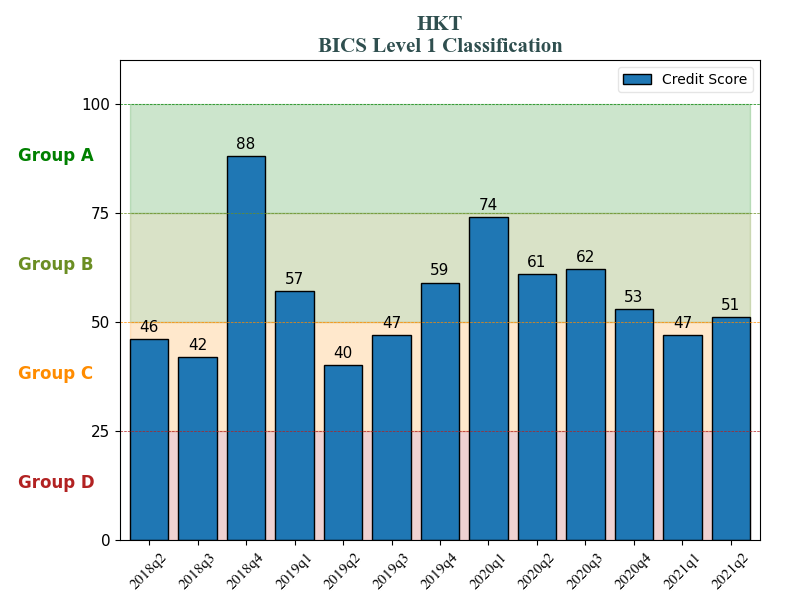 HKT
BICS Level 1 Classification
Credit Score
100
75
50
25
0
Group A
Group B
Group C
Group D
46
42
88
57
40
47
59
74
61
62
53
47
51
2018q2
2018q3
2018q4
2019q1
2019q2
2019q3
2019q4
2020q1
2020q2
2020q3
2020q4
2021q1
2021q2